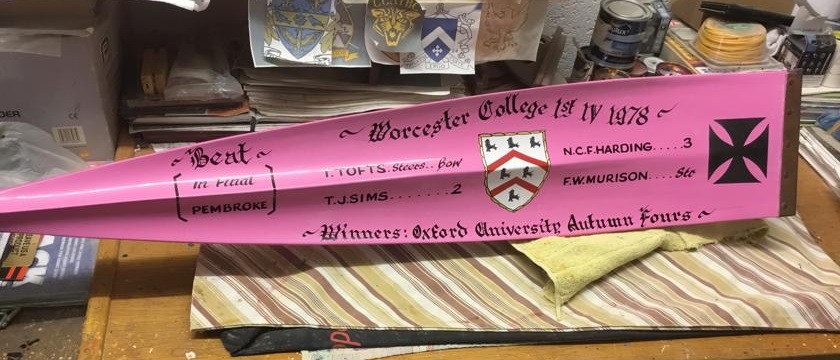 ~ Worcester College 1st IV 1978 ~
~ Beat ~
In Final
PEMBROKE
T. TOFTS. Steers.. Bow
T.J. SIMS.......2
N.C.F. HARDING.....3
F.W. MURISON.....Str
~ Winners: Oxford University Autumn Fours ~